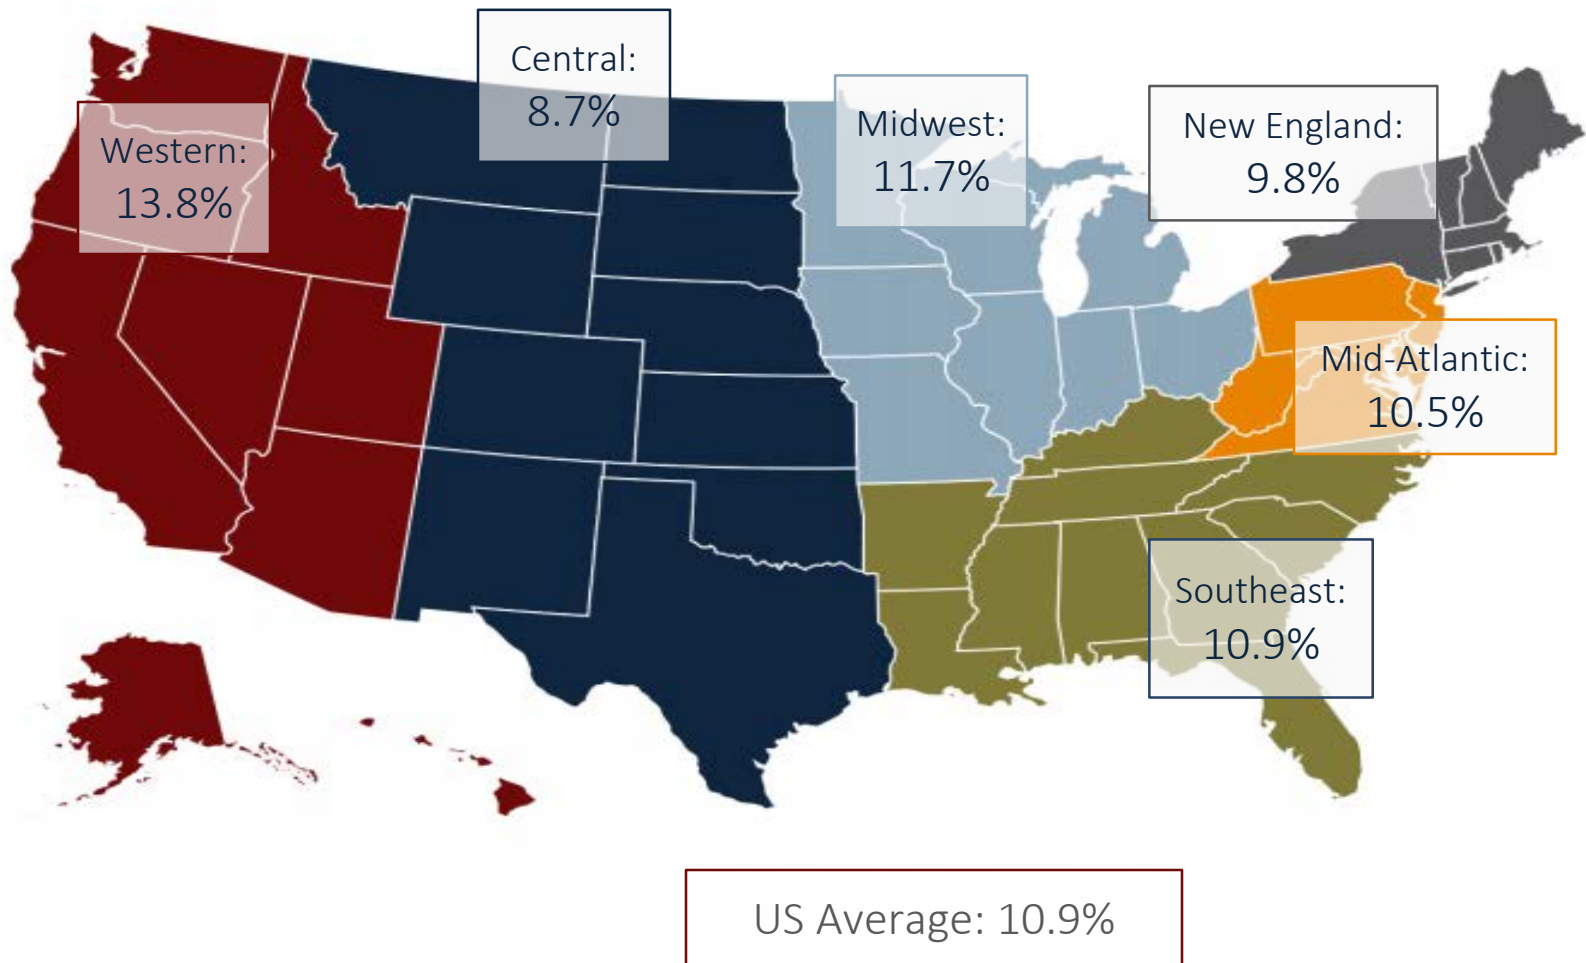 Central:
8.7%
Midwest:
11.7%
New England:
9.8%
Western:
13.8%
Mid-Atlantic:
10.5%
Southeast:
10.9%
US Average: 10.9%